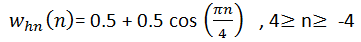 w_hn(n) = 0.5 + 0.5 cos (πn/4) , 4≥ n≥ -4